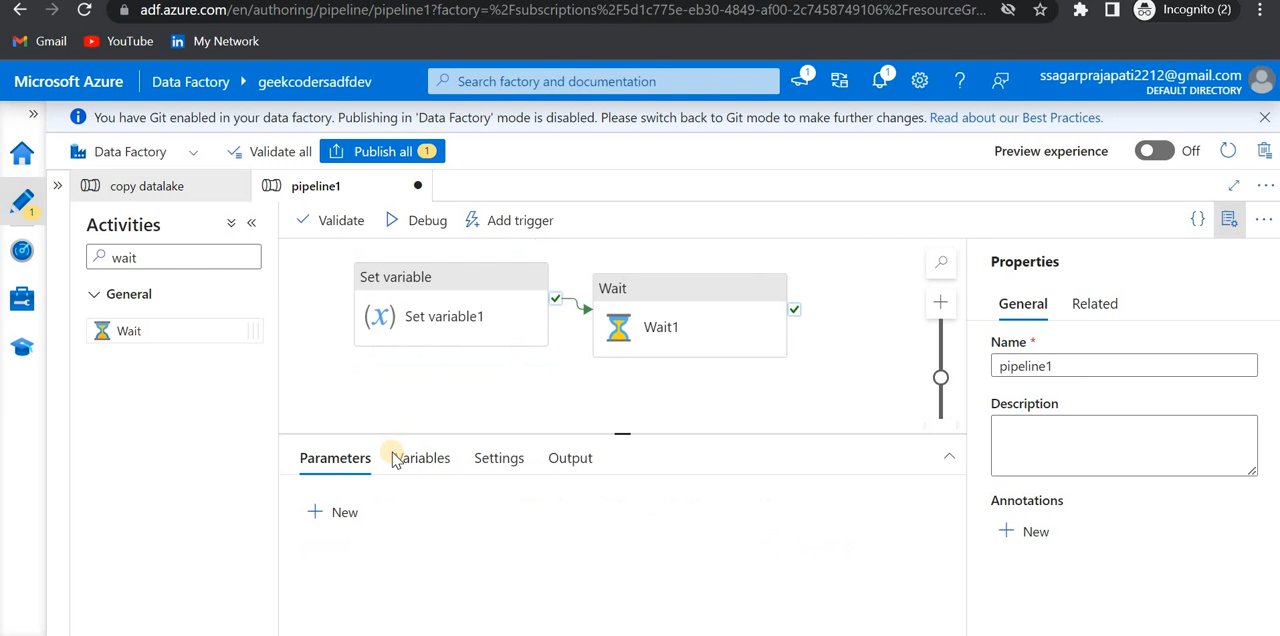 adf.azure.com/en/authoring/pipeline/pipeline1?factory=%2Fsubscriptions%2F5d1c775e-eb30-4849-af00-2c7458749106%2FresourceGr...
Incognito (2)
Gmail
YouTube
My Network
Microsoft Azure
Data Factory
geekcodersadfdev
Search factory and documentation
1
1
ssagarprajapati2212@gmail.com
DEFAULT DIRECTORY
You have Git enabled in your data factory. Publishing in 'Data Factory' mode is disabled. Please switch back to Git mode to make further changes. Read about our Best Practices.
Data Factory
Validate all
Publish all 1
Preview experience
Off
1
copy datalake
pipeline1
Activities
wait
General
Wait
Validate
Debug
Add trigger
Set variable
(x) Set variable1
Wait
Wait1
Parameters
Variables
Settings
Output
New
Properties
General
Related
Name *
pipeline1
Description
Annotations
New